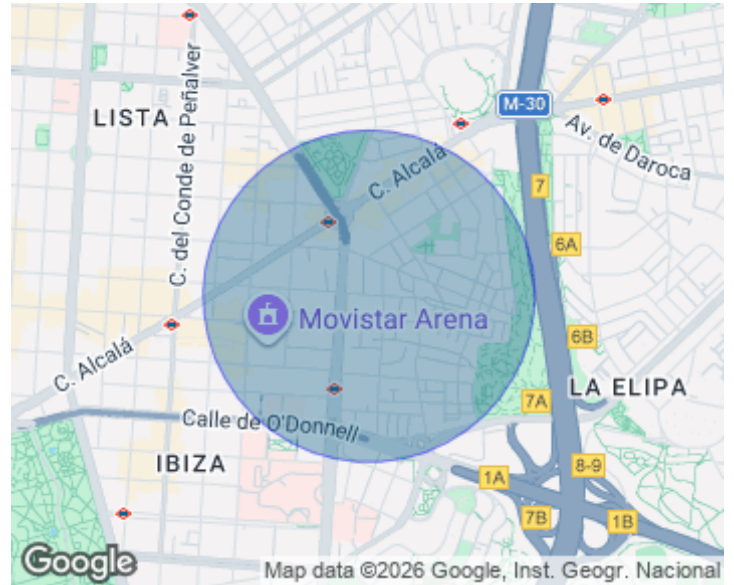 LISTA
C. del Conde de Peñalver
C. Alcalá
M-30
Av. de Daroca
7
6A
6B
Movistar Arena
C. Alcalá
LA ELIPA
7A
Calle de O'Donnell
IBIZA
1A
8-9
7B
1B
Google
Map data ©2026 Google, Inst. Geogr. Nacional